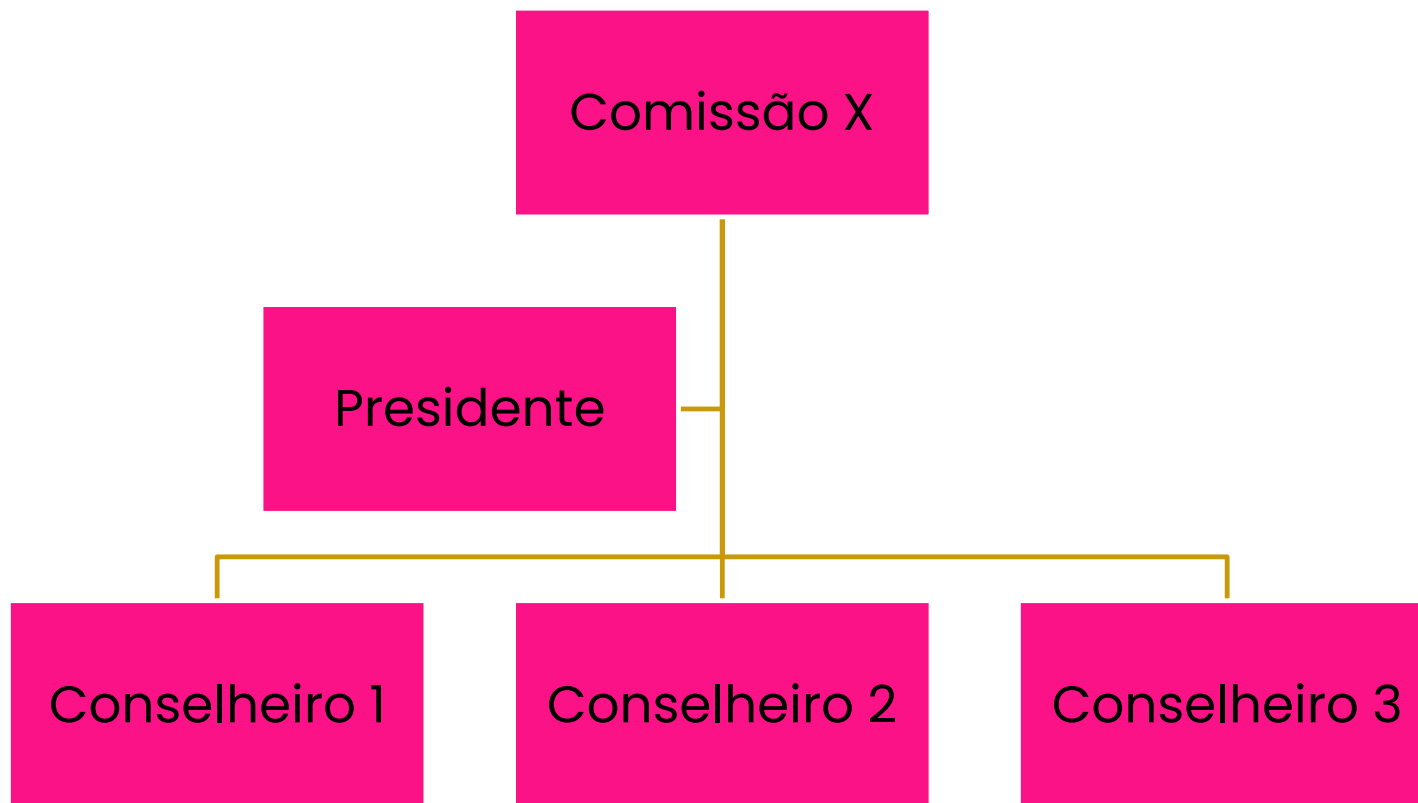 Comissão X
Presidente
Conselheiro 1
Conselheiro 2
Conselheiro 3